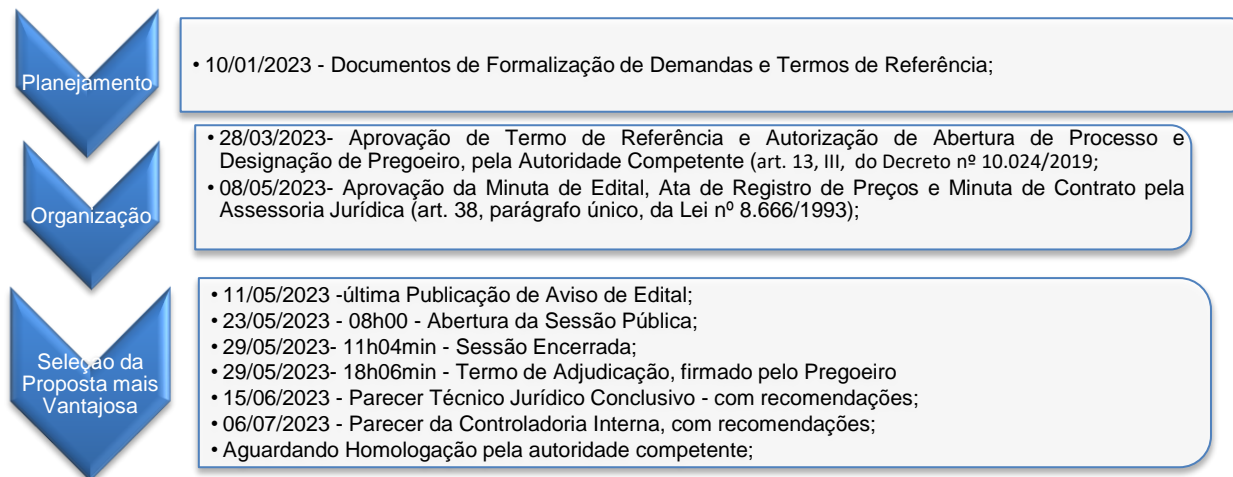 Planejamento
• 10/01/2023 - Documentos de Formalização de Demandas e Termos de Referência;
Organização
• 28/03/2023- Aprovação de Termo de Referência e Autorização de Abertura de Processo e
Designação de Pregoeiro, pela Autoridade Competente (art. 13, III, do Decreto nº 10.024/2019;
• 08/05/2023- Aprovação da Minuta de Edital, Ata de Registro de Preços e Minuta de Contrato pela
Assessoria Jurídica (art. 38, parágrafo único, da Lei nº 8.666/1993);
Seleção da
Proposta mais
Vantajosa
• 11/05/2023 -última Publicação de Aviso de Edital;
• 23/05/2023 - 08h00 - Abertura da Sessão Pública;
• 29/05/2023- 11h04min - Sessão Encerrada;
• 29/05/2023- 18h06min - Termo de Adjudicação, firmado pelo Pregoeiro
• 15/06/2023 - Parecer Técnico Jurídico Conclusivo - com recomendações;
• 06/07/2023 - Parecer da Controladoria Interna, com recomendações;
• Aguardando Homologação pela autoridade competente;